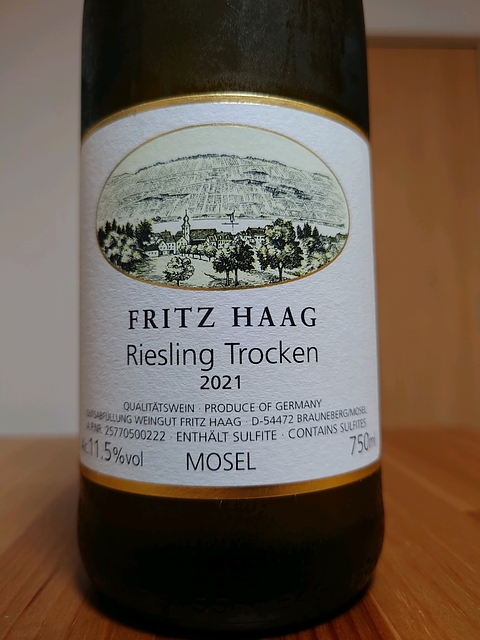 FRITZ HAAG
Riesling Trocken
2021
QUALITÄTSWEIN · PRODUCE OF GERMANY
GUTSABFÜLLUNG WEINGUT FRITZ HAAG · D-54472 BRAUNEBERG/MOSEL
A.P.NR. 25770500222 · ENTHÄLT SULFITE · CONTAINS SULFITES
11.5%vol MOSEL 750ml